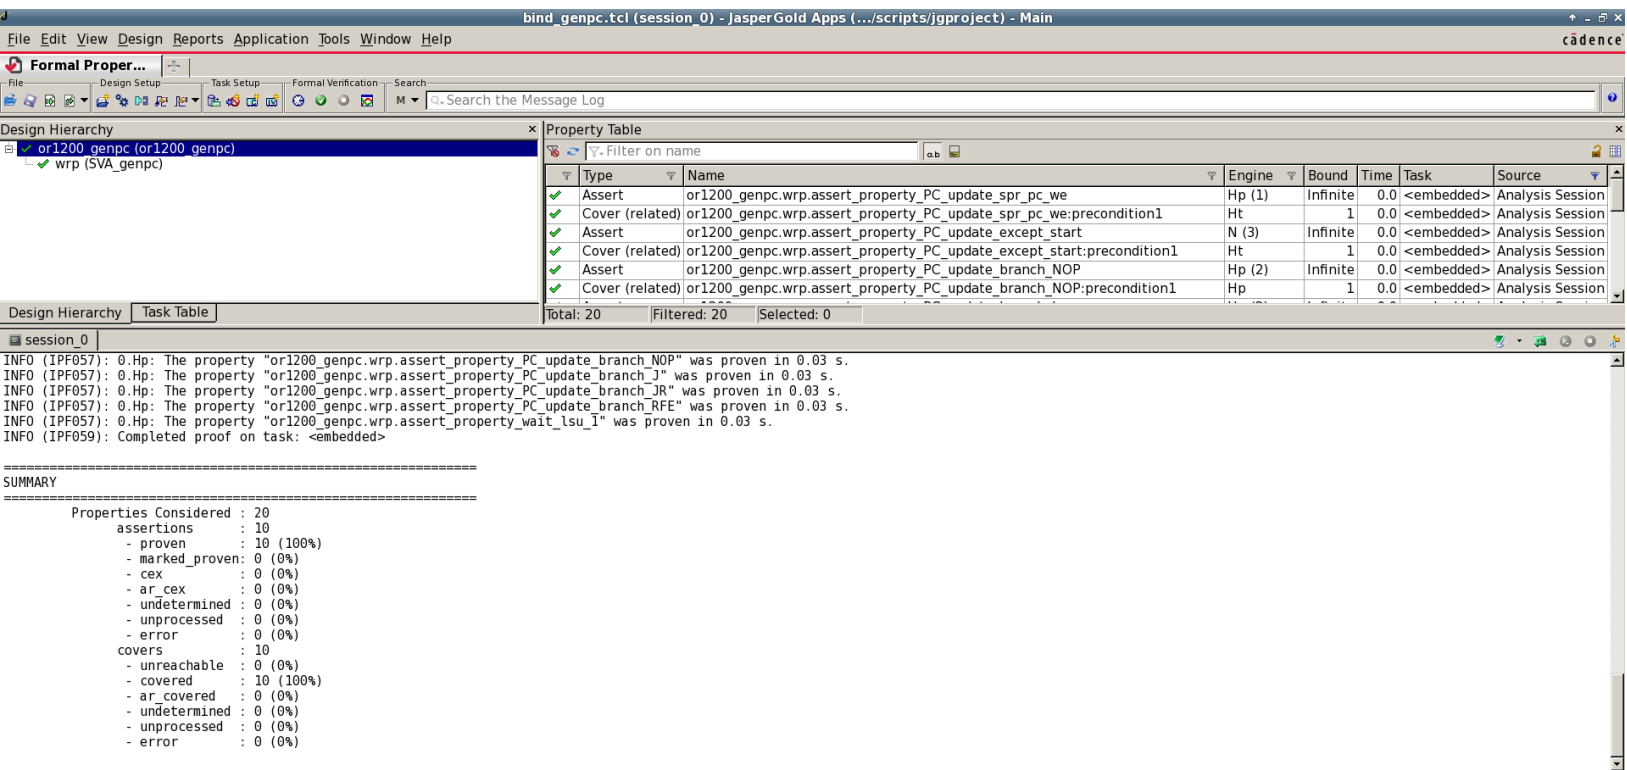 bind_genpc.tcl (session_0) - JasperGold Apps (.../scripts/jgproject) - Main
File Edit View Design Reports Application Tools Window Help
cādence
Formal Proper...
File Design Setup Task Setup Formal Verification Search
M Search the Message Log
Design Hierarchy
or1200_genpc (or1200_genpc)
wrp (SVA_genpc)
Design Hierarchy Task Table
Property Table
Filter on name a.b
Type Name Engine Bound Time Task Source
Assert or1200_genpc.wrp.assert_property_PC_update_spr_pc_we Hp (1) Infinite 0.0 <embedded> Analysis Session
Cover (related) or1200_genpc.wrp.assert_property_PC_update_spr_pc_we:precondition1 Ht 1 0.0 <embedded> Analysis Session
Assert or1200_genpc.wrp.assert_property_PC_update_except_start N (3) Infinite 0.0 <embedded> Analysis Session
Cover (related) or1200_genpc.wrp.assert_property_PC_update_except_start:precondition1 Ht 1 0.0 <embedded> Analysis Session
Assert or1200_genpc.wrp.assert_property_PC_update_branch_NOP Hp (2) Infinite 0.0 <embedded> Analysis Session
Cover (related) or1200_genpc.wrp.assert_property_PC_update_branch_NOP:precondition1 Hp 1 0.0 <embedded> Analysis Session
Total: 20 Filtered: 20 Selected: 0
session_0
INFO (IPF057): 0.Hp: The property "or1200_genpc.wrp.assert_property_PC_update_branch_NOP" was proven in 0.03 s.
INFO (IPF057): 0.Hp: The property "or1200_genpc.wrp.assert_property_PC_update_branch_J" was proven in 0.03 s.
INFO (IPF057): 0.Hp: The property "or1200_genpc.wrp.assert_property_PC_update_branch_JR" was proven in 0.03 s.
INFO (IPF057): 0.Hp: The property "or1200_genpc.wrp.assert_property_PC_update_branch_RFE" was proven in 0.03 s.
INFO (IPF057): 0.Hp: The property "or1200_genpc.wrp.assert_property_wait_lsu_1" was proven in 0.03 s.
INFO (IPF059): Completed proof on task: <embedded>
==============================================================
SUMMARY
==============================================================
Properties Considered : 20
assertions : 10
- proven : 10 (100%)
- marked_proven: 0 (0%)
- cex : 0 (0%)
- ar_cex : 0 (0%)
- undetermined : 0 (0%)
- unprocessed : 0 (0%)
- error : 0 (0%)
covers : 10
- unreachable : 0 (0%)
- covered : 10 (100%)
- ar_covered : 0 (0%)
- undetermined : 0 (0%)
- unprocessed : 0 (0%)
- error : 0 (0%)